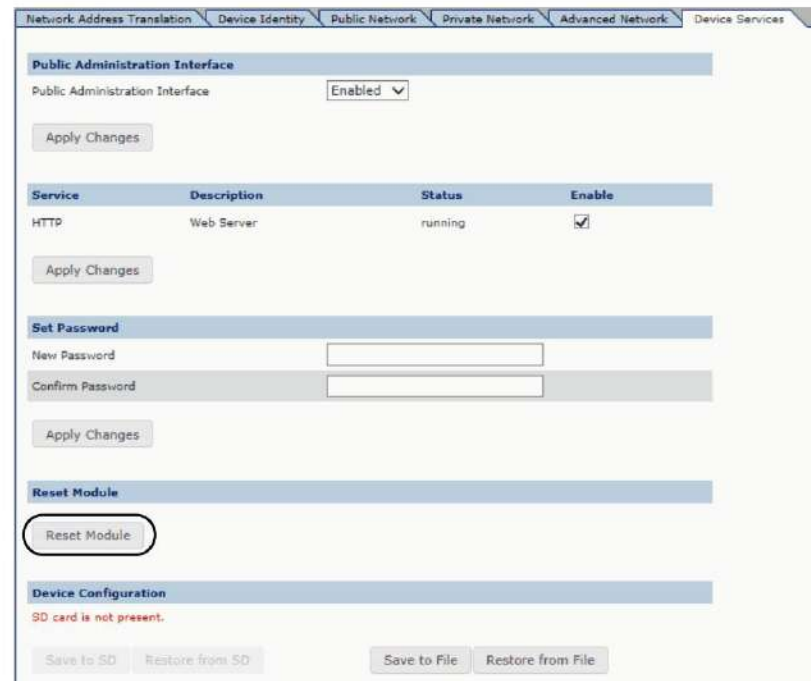 Network Address Translation Device Identity Public Network Private Network Advanced Network Device Services
Public Administration Interface
Public Administration Interface Enabled
Apply Changes
Service Description Status Enable
HTTP Web Server running
Apply Changes
Set Password
New Password
Confirm Password
Apply Changes
Reset Module
Reset Module
Device Configuration
SD card is not present.
Save to SD Restore from SD Save to File Restore from File